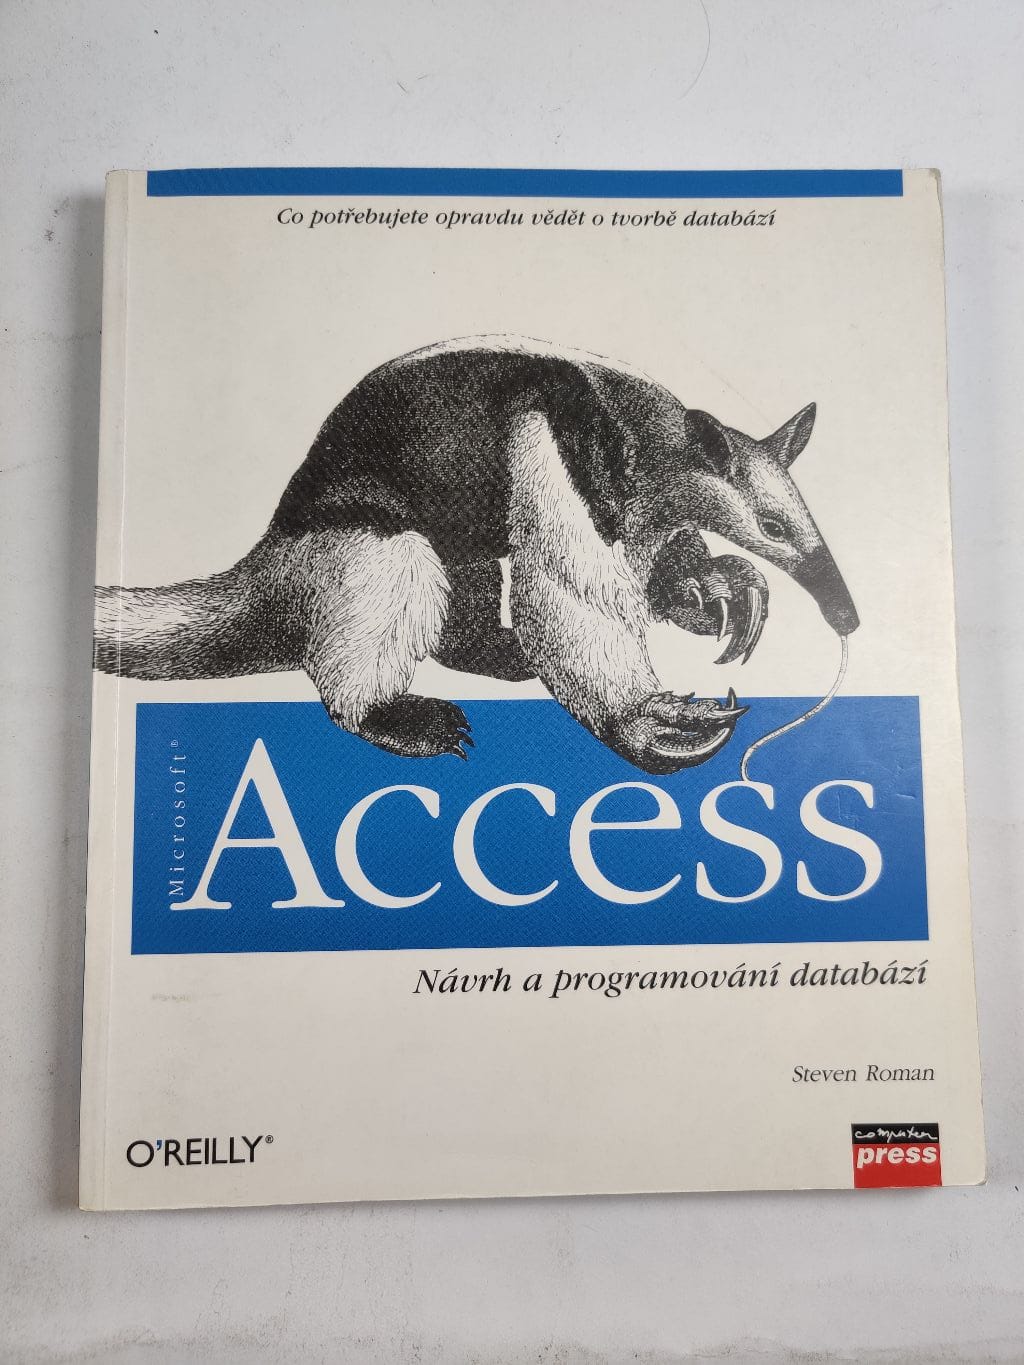 Co potřebujete opravdu vědět o tvorbě databází
Microsoft®
Access
Návrh a programování databází
Steven Roman
O'REILLY®
computer
press